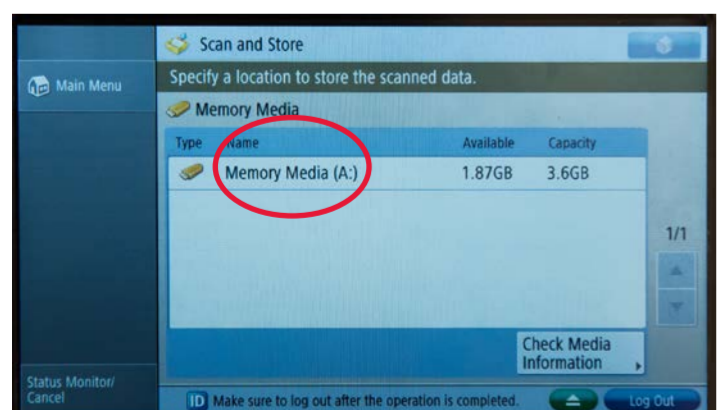 Scan and Store
Main Menu
Specify a location to store the scanned data.
Memory Media
Type Name Available Capacity
Memory Media (A:) 1.87GB 3.6GB
1/1
Check Media
Information
Status Monitor/
Cancel
ID Make sure to log out after the operation is completed.
Log Out